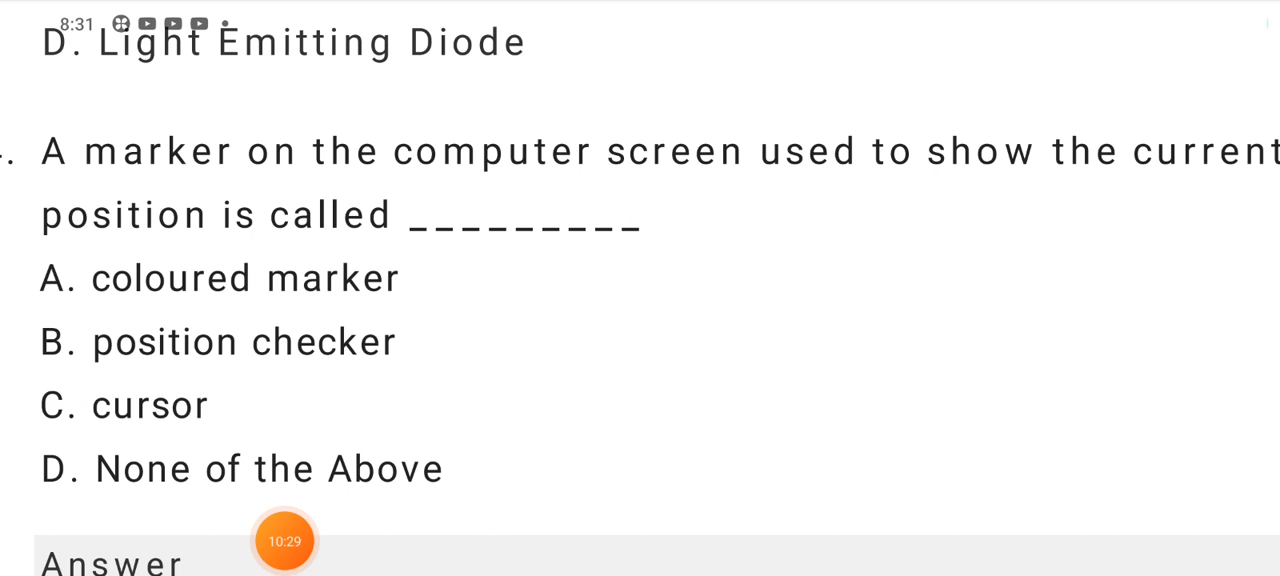 8:31
D. Light Emitting Diode
. A marker on the computer screen used to show the current
position is called _________
A. coloured marker
B. position checker
C. cursor
D. None of the Above
10:29
Answer